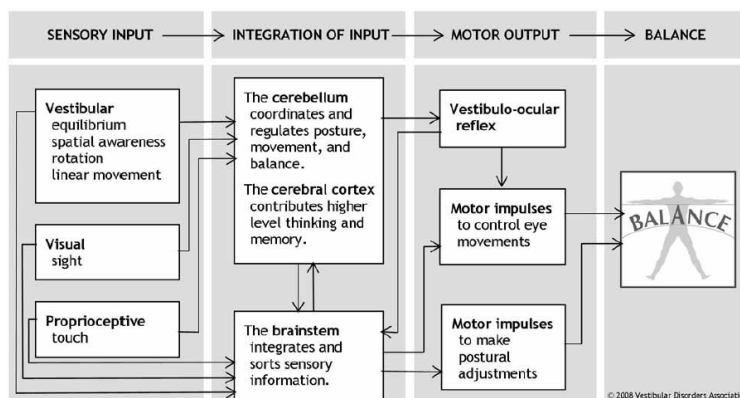 SENSORY INPUT
INTEGRATION OF INPUT
MOTOR OUTPUT
BALANCE
Vestibular
equilibrium
spatial awareness
rotation
linear movement
Visual
sight
Proprioceptive
touch
The cerebellum
coordinates and
regulates posture,
movement, and
balance.
The cerebral cortex
contributes higher
level thinking and
memory.
The brainstem
integrates and
sorts sensory
information.
Vestibulo-ocular
reflex
Motor impulses
to control eye
movements
Motor impulses
to make
postural
adjustments
BALANCE
© 2008 Vestibular Disorders Associati